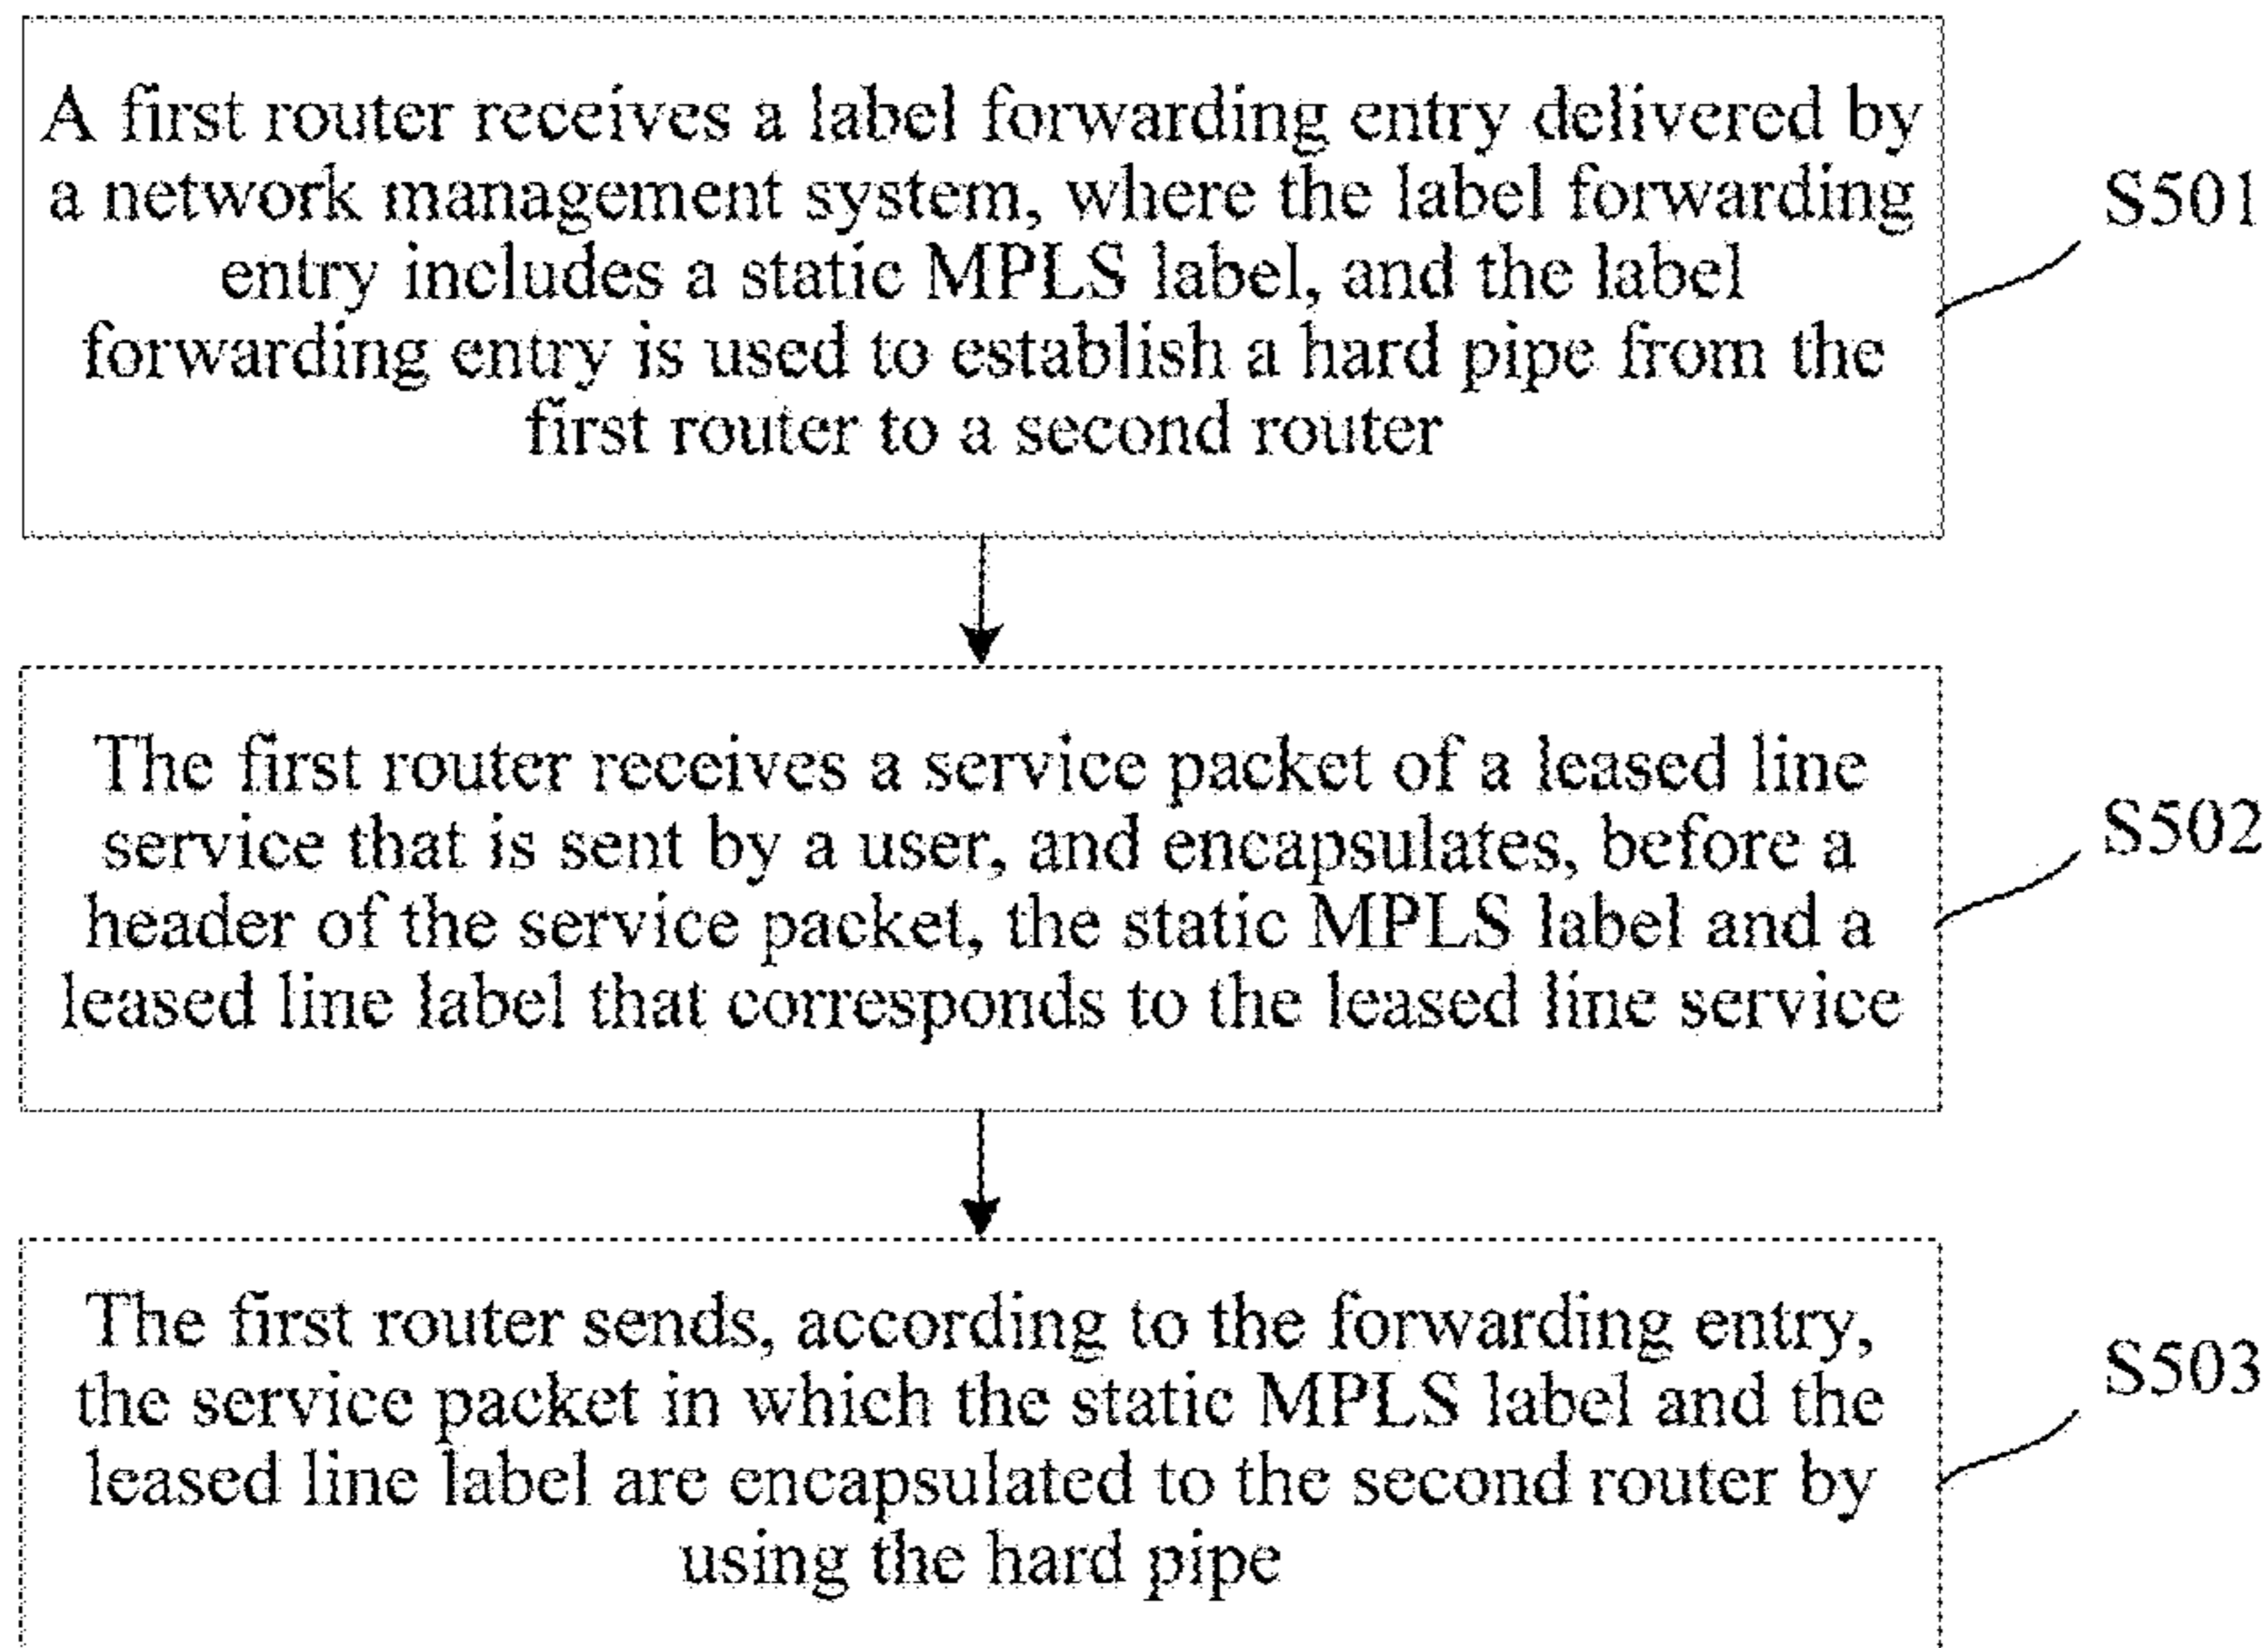 A first router receives a label forwarding entry delivered by
a network management system, where the label forwarding
entry includes a static MPLS label, and the label
forwarding entry is used to establish a hard pipe from the
first router to a second router
S501
The first router receives a service packet of a leased line
service that is sent by a user, and encapsulates, before a
header of the service packet, the static MPLS label and a
leased line label that corresponds to the leased line service
S502
The first router sends, according to the forwarding entry,
the service packet in which the static MPLS label and the
leased line label are encapsulated to the second router by
using the hard pipe
S503